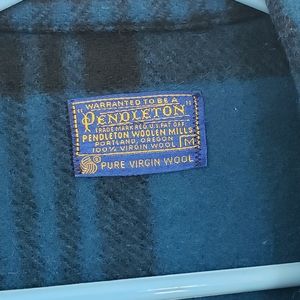 "WARRANTED TO BE A
"PENDLETON"
TRADE MARK REG. U.S. PAT. OFF.
PENDLETON WOOLEN MILLS
PORTLAND, OREGON
100% VIRGIN WOOL M
PURE VIRGIN WOOL